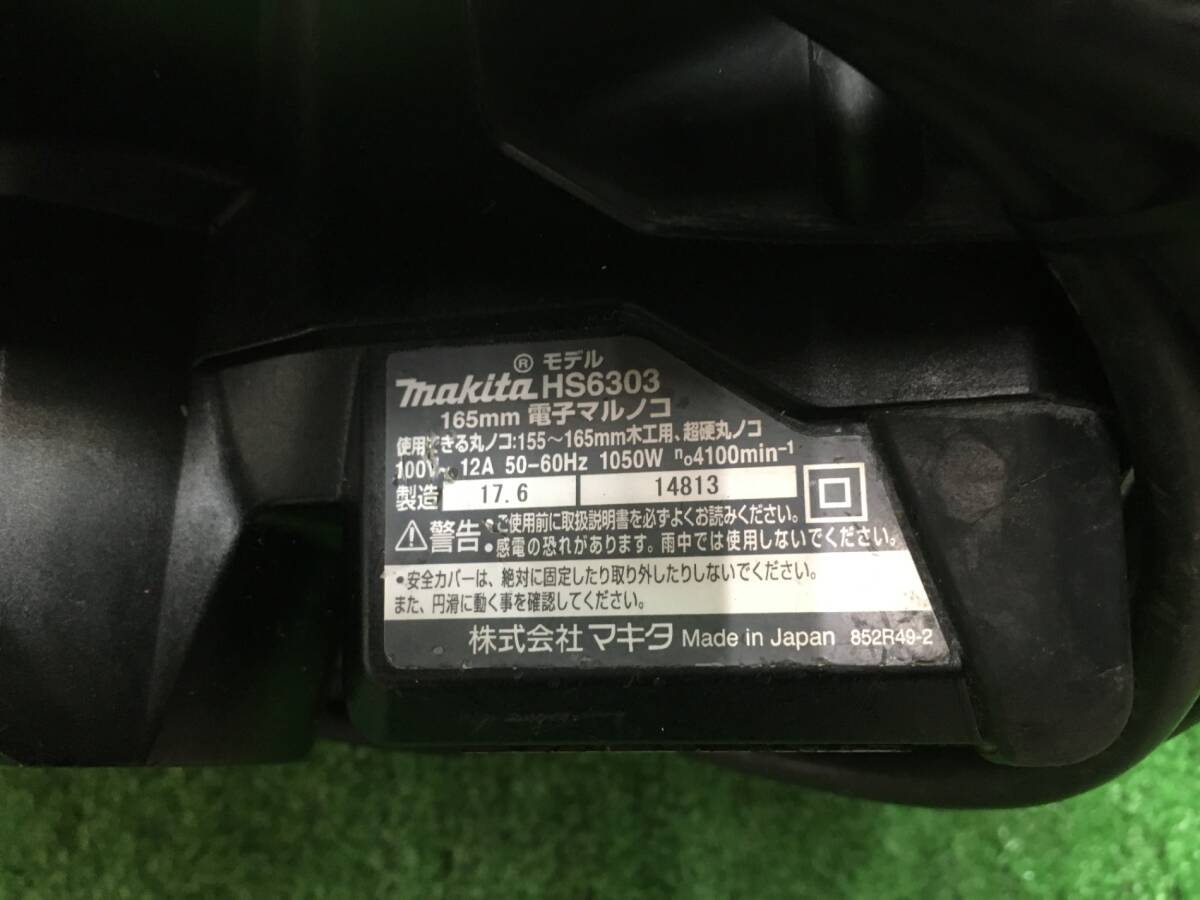 ® モデル
makita HS6303
165mm 電子マルノコ
使用できる丸ノコ:155~165mm木工用、超硬丸ノコ
100V~ 12A 50-60Hz 1050W n₀4100min⁻¹
製造 17.6 14813
警告 •ご使用前に取扱説明書を必ずよくお読みください。
•感電の恐れがあります。雨中では使用しないでください。
•安全カバーは、絶対に固定したり取り外したりしないでください。
また、円滑に動く事を確認してください。
株式会社 マキタ Made in Japan 852R49-2